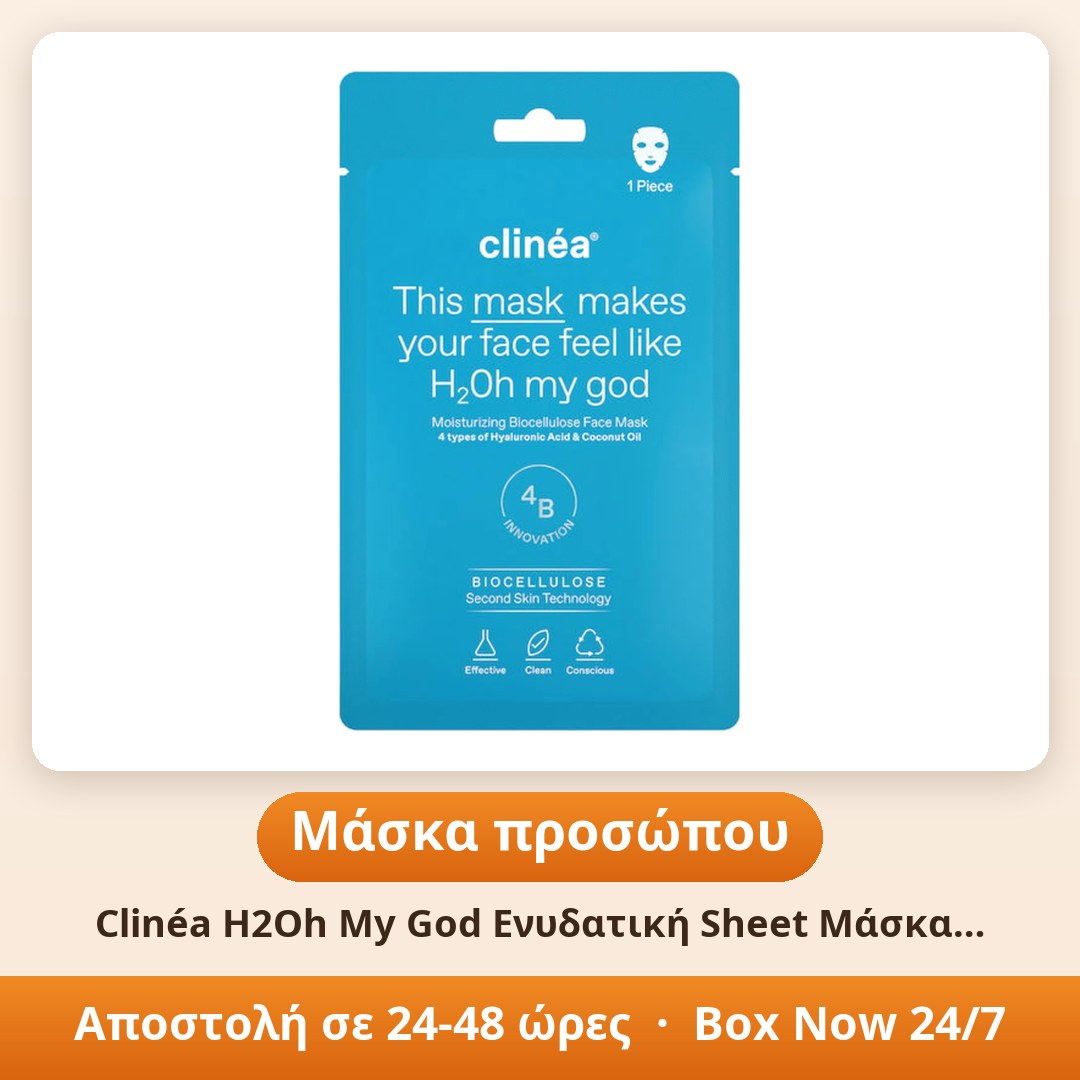 1 Piece
clinéa®
This mask makes
your face feel like
H₂Oh my god
Moisturizing Biocellulose Face Mask
4 types of Hyaluronic Acid & Coconut Oil
4B
INNOVATION
BIOCELLULOSE
Second Skin Technology
Effective Clean Conscious
Μάσκα προσώπου
Clinéa H2Oh My God Ενυδατική Sheet Μάσκα...
Αποστολή σε 24-48 ώρες · Box Now 24/7